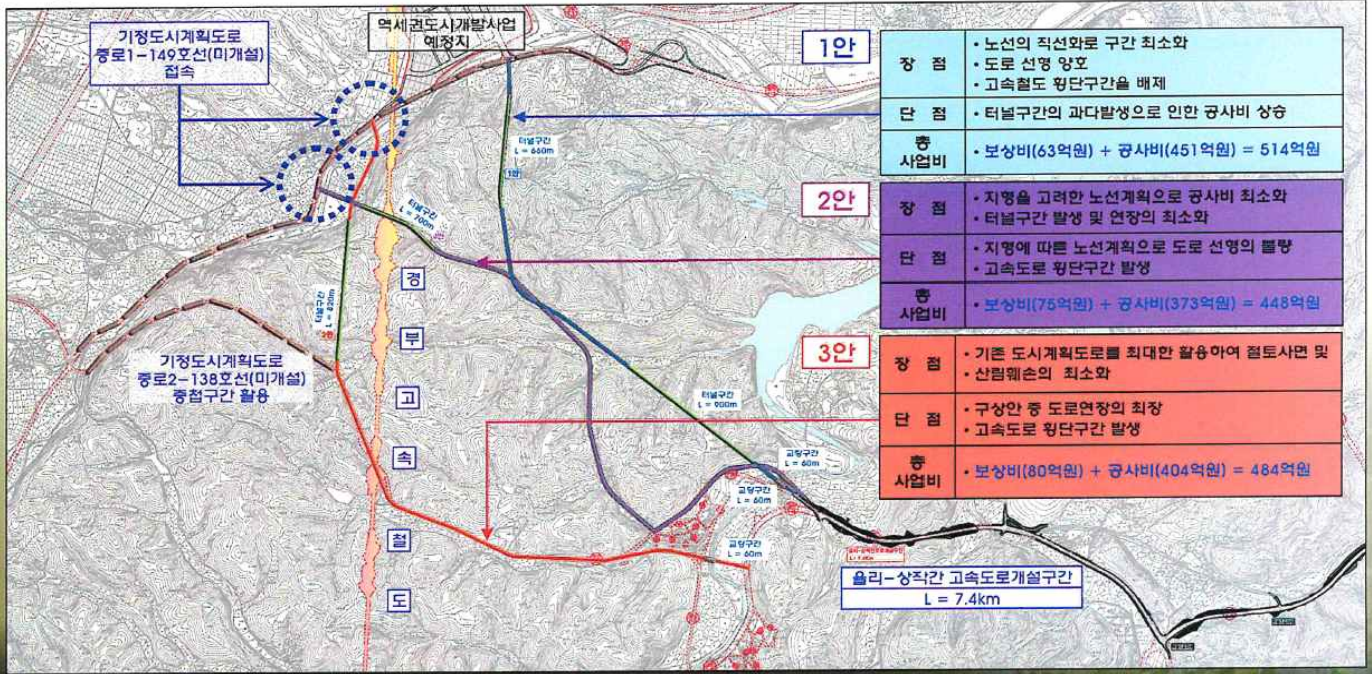 기정도시계획도로
중로1-149호선(미개설)
접속
역세권도시개발사업
예정지
1안
장 점
• 노선의 직선화로 구간 최소화
• 도로 선형 양호
• 고속철도 횡단구간을 배제
단 점
• 터널구간의 과다발생으로 인한 공사비 상승
총
사업비
• 보상비(63억원) + 공사비(451억원) = 514억원
2안
장 점
• 지형을 고려한 노선계획으로 공사비 최소화
• 터널구간 발생 및 연장의 최소화
단 점
• 지형에 따른 노선계획으로 도로 선형의 불량
• 고속도로 횡단구간 발생
총
사업비
• 보상비(75억원) + 공사비(373억원) = 448억원
3안
장 점
• 기존 도시계획도로를 최대한 활용하여 절토사면 및
• 산림훼손의 최소화
단 점
• 구상안 중 도로연장의 최장
• 고속도로 횡단구간 발생
총
사업비
• 보상비(80억원) + 공사비(404억원) = 484억원
터널구간
L = 660m
1안
터널구간
L = 700m
터널구간
L = 820m
기정도시계획도로
중로2-138호선(미개설)
중첩구간 활용
경
부
고
속
철
도
터널구간
L = 900m
교량구간
L = 60m
교량구간
L = 60m
교량구간
L = 60m
율리-상작간 고속도로개설구간
L = 7.4km